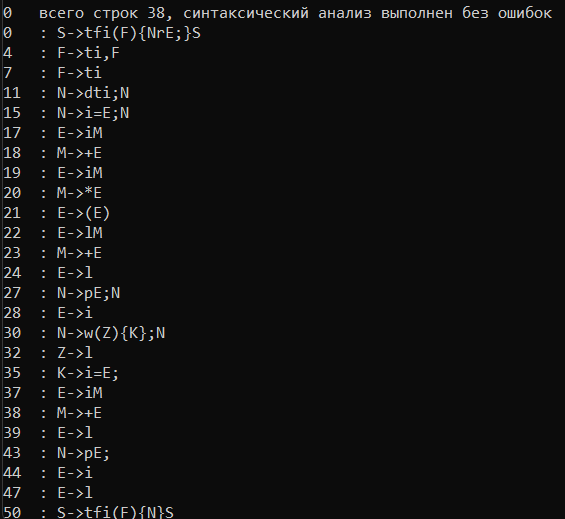 0 всего строк 38, синтаксический анализ выполнен без ошибок
0 : S->tfi(F){NrE;}S
4 : F->ti,F
7 : F->ti
11 : N->dti;N
15 : N->i=E;N
17 : E->iM
18 : M->+E
19 : E->iM
20 : M->*E
21 : E->(E)
22 : E->lM
23 : M->+E
24 : E->l
27 : N->pE;N
28 : E->i
30 : N->w(Z){K};N
32 : Z->l
35 : K->i=E;
37 : E->iM
38 : M->+E
39 : E->l
43 : N->pE;
44 : E->i
47 : E->l
50 : S->tfi(F){N}S